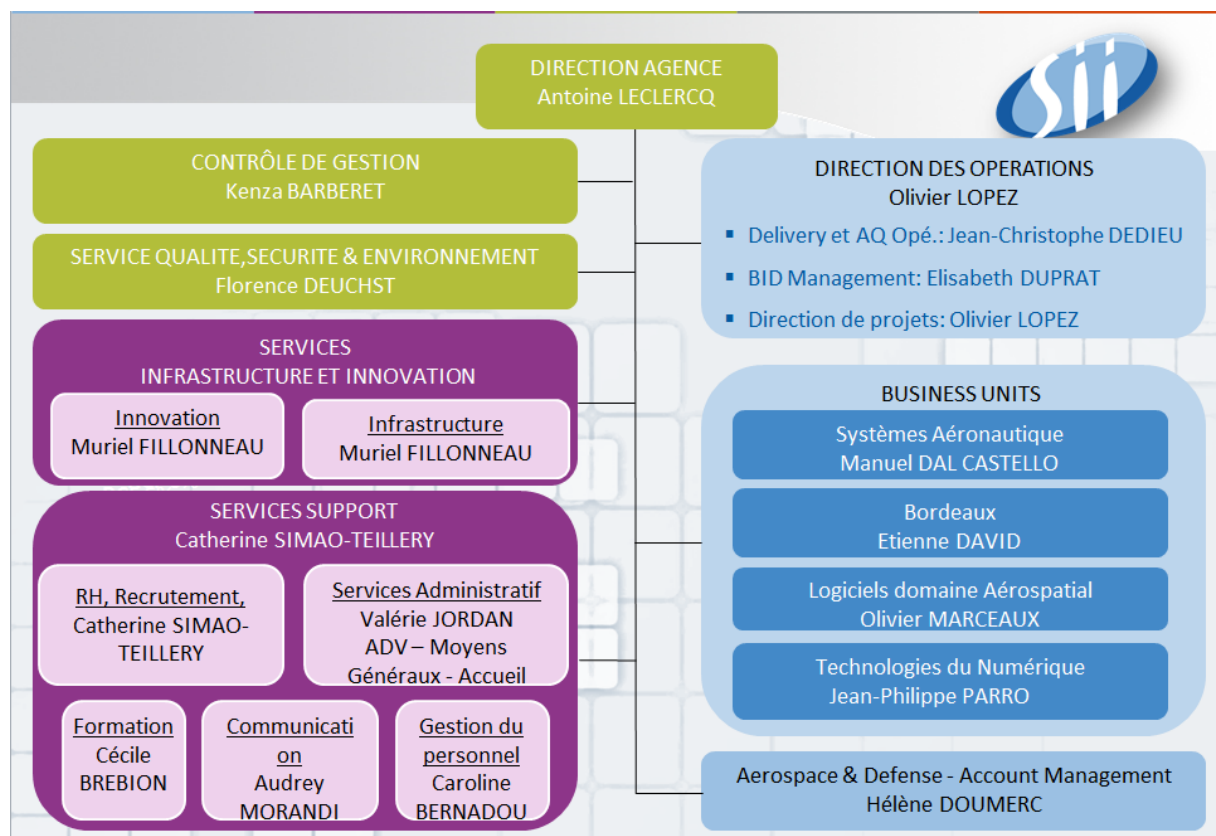 DIRECTION AGENCE
Antoine LECLERCQ
sii
CONTRÔLE DE GESTION
Kenza BARBERET
SERVICE QUALITE,SECURITE & ENVIRONNEMENT
Florence DEUCHST
SERVICES
INFRASTRUCTURE ET INNOVATION
Innovation
Muriel FILLONNEAU
Infrastructure
Muriel FILLONNEAU
SERVICES SUPPORT
Catherine SIMAO-TEILLERY
RH, Recrutement,
Catherine SIMAO-
TEILLERY
Services Administratif
Valérie JORDAN
ADV – Moyens
Généraux - Accueil
Formation
Cécile
BREBION
Communicati
on
Audrey
MORANDI
Gestion du
personnel
Caroline
BERNADOU
DIRECTION DES OPERATIONS
Olivier LOPEZ
▪ Delivery et AQ Opé.: Jean-Christophe DEDIEU
▪ BID Management: Elisabeth DUPRAT
▪ Direction de projets: Olivier LOPEZ
BUSINESS UNITS
Systèmes Aéronautique
Manuel DAL CASTELLO
Bordeaux
Etienne DAVID
Logiciels domaine Aérospatial
Olivier MARCEAUX
Technologies du Numérique
Jean-Philippe PARRO
Aerospace & Defense - Account Management
Hélène DOUMERC